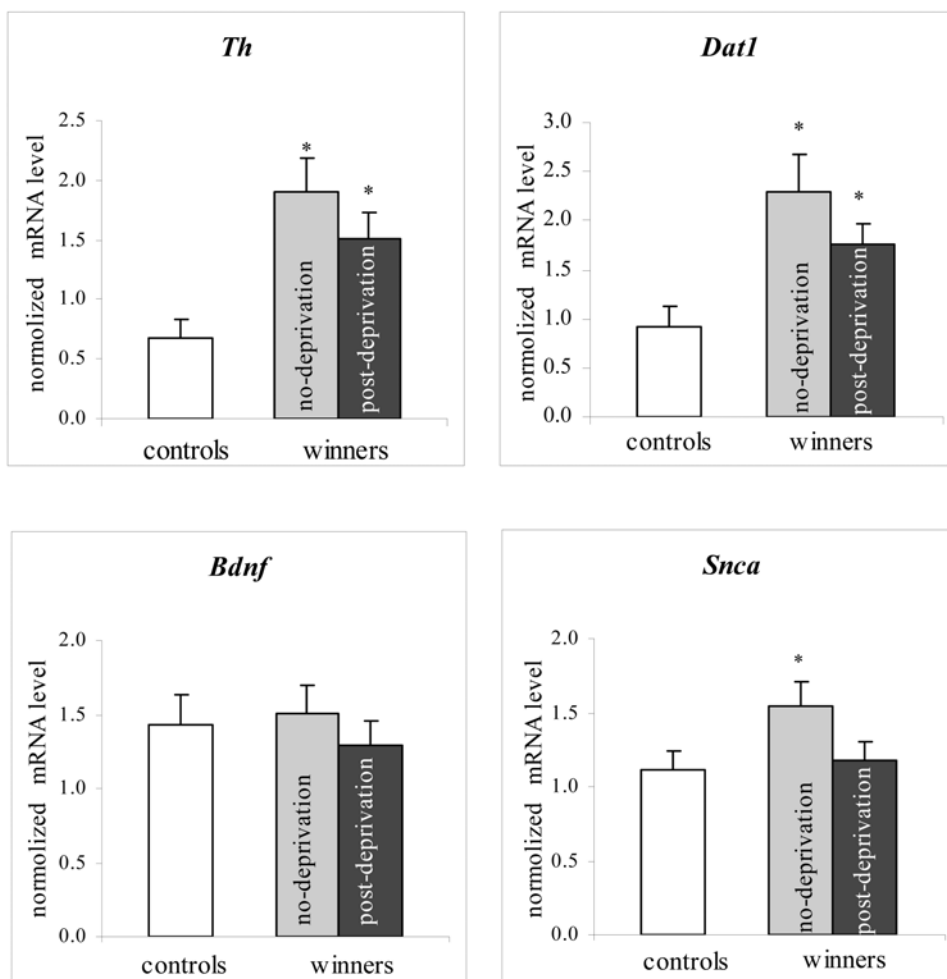 Th
normolized mRNA level
2.5
2.0
1.5
1.0
0.5
0.0
*
*
no-deprivation
post-deprivation
controls
winners
Dat1
normolized mRNA level
3.0
2.5
2.0
1.5
1.0
0.5
0.0
*
*
no-deprivation
post-deprivation
controls
winners
Bdnf
normolized mRNA level
2.0
1.5
1.0
0.5
0.0
no-deprivation
post-deprivation
controls
winners
Snca
normolized mRNA level
2.0
1.5
1.0
0.5
0.0
*
no-deprivation
post-deprivation
controls
winners